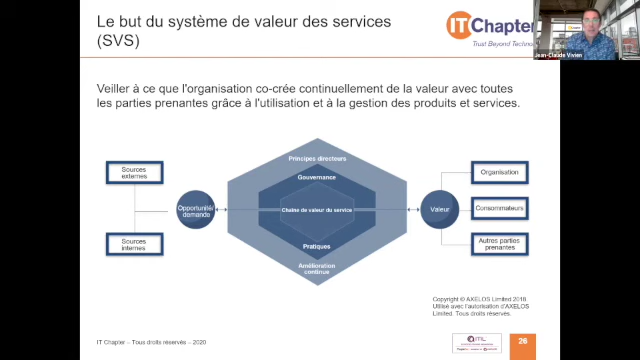 Le but du système de valeur des services
(SVS)
IT Chapter
Trust Beyond Technol
Jean-Claude Vivien
Veiller à ce que l'organisation co-crée continuellement de la valeur avec toutes
les parties prenantes grâce à l'utilisation et à la gestion des produits et services.
Sources
externes
Sources
internes
Opportunité/
demande
Principes directeurs
Gouvernance
Chaîne de valeur du service
Pratiques
Amélioration
continue
Valeur
Organisation
Consommateurs
Autres parties
prenantes
Copyright © AXELOS Limited 2018
Utilisé avec l'autorisation d'AXELOS
Limited. Tous droits réservés.
IT Chapter – Tous droits réservés – 2020
ITIL
26